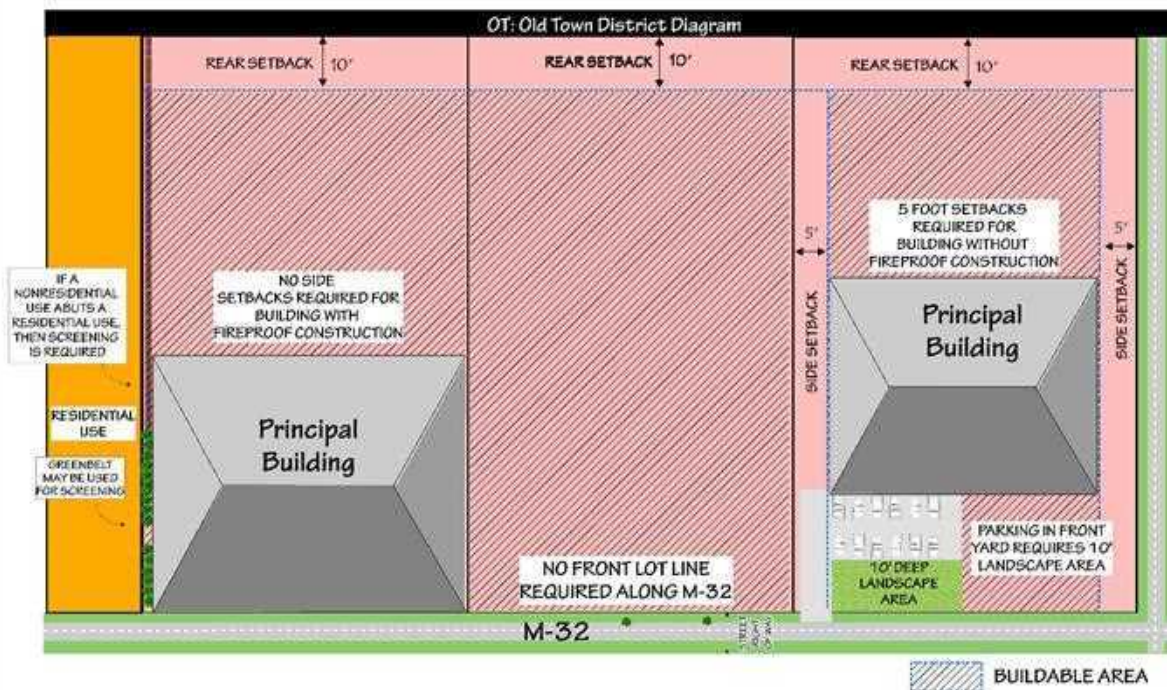 OT: Old Town District Diagram
REAR SETBACK 10'
REAR SETBACK 10'
REAR SETBACK 10'
5 FOOT SETBACKS
REQUIRED FOR
BUILDING WITHOUT
FIREPROOF CONSTRUCTION
5'
5'
SIDE SETBACK
SIDE SETBACK
IF A
NONRESIDENTIAL
USE ABUTS A
RESIDENTIAL USE,
THEN SCREENING
IS REQUIRED
NO SIDE
SETBACKS REQUIRED FOR
BUILDING WITH
FIREPROOF CONSTRUCTION
Principal
Building
Principal
Building
RESIDENTIAL
USE
GREENBELT
MAY BE USED
FOR SCREENING
PARKING IN FRONT
YARD REQUIRES 10'
LANDSCAPE AREA
10' DEEP
LANDSCAPE
AREA
NO FRONT LOT LINE
REQUIRED ALONG M-32
M-32
STREET
RIGHT
OF WAY
BUILDABLE AREA